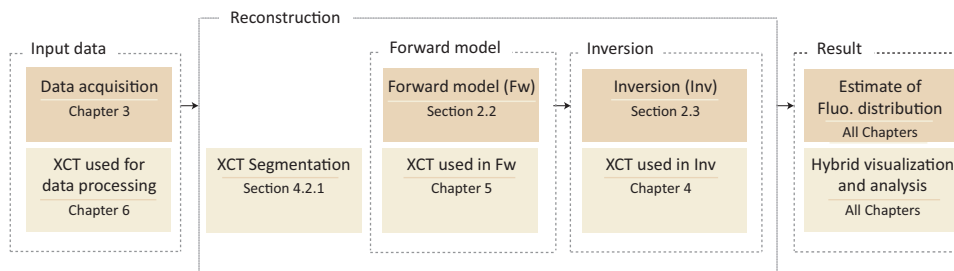 Reconstruction
Input data
Data acquisition
Chapter 3
XCT used for
data processing
Chapter 6
XCT Segmentation
Section 4.2.1
Forward model
Forward model (Fw)
Section 2.2
XCT used in Fw
Chapter 5
Inversion
Inversion (Inv)
Section 2.3
XCT used in Inv
Chapter 4
Result
Estimate of
Fluo. distribution
All Chapters
Hybrid visualization
and analysis
All Chapters